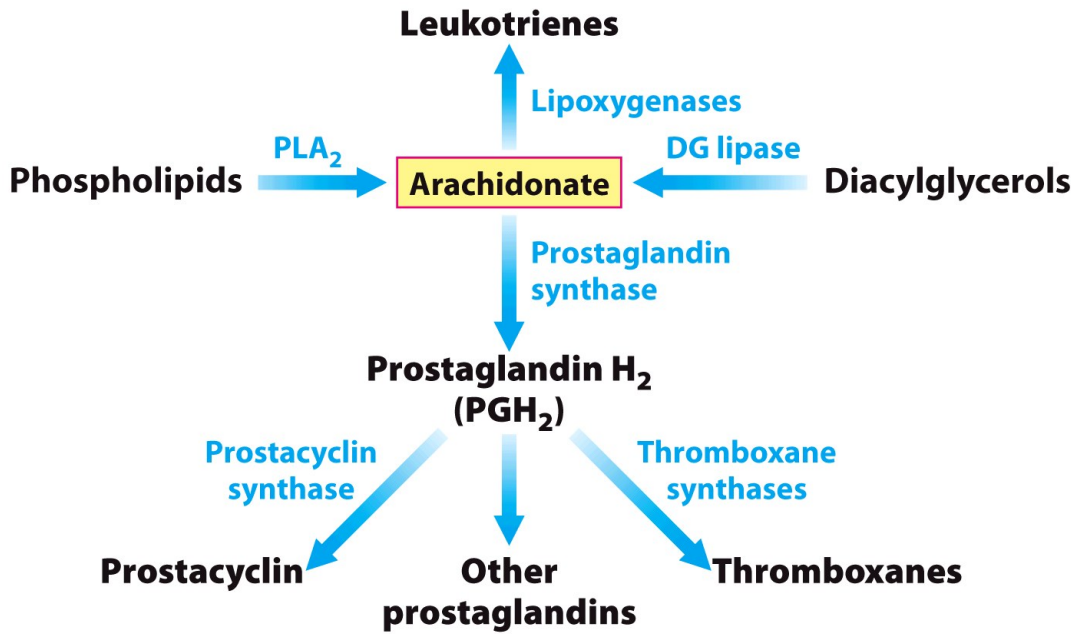 Leukotrienes
Lipoxygenases
PLA₂
DG lipase
Phospholipids
Arachidonate
Diacylglycerols
Prostaglandin
synthase
Prostaglandin H₂
(PGH₂)
Prostacyclin
synthase
Thromboxane
synthases
Prostacyclin
Other
prostaglandins
Thromboxanes